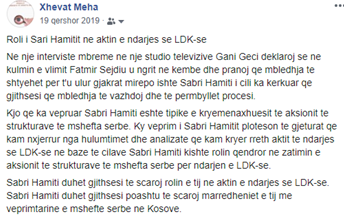 Xhevat Meha
19 qershor 2019 ·
Roli i Sari Hamitit ne aktin e ndarjes se LDK-se
Ne nje interviste mbreme ne nje studio televizive Gani Geci deklaroj se ne
kulmin e vlimit Fatmir Sejdiu u ngrit ne kembe dhe pranoj qe mbledhja te
shtyehet per t'u ulur gjakrat mirepo ishte Sabri Hamiti i cili ka kerkuar qe
gjithsesi qe mbledhja te vazhdoj dhe te permbyllet procesi.
Kjo qe ka vepruar Sabri Hamiti eshte tipike e kryemenaxhuesit te aksionit te
strukturave te mshefta serbe. Ky veprim i Sabri Hamitit ploteson te gjeturat qe
kam nxjerrur nga hulumtimet dhe analizate qe kam kryer rreth aktit te ndarjes
se LDK-se ne baze te cilave Sabri Hamiti kishte rolin qendror ne zatimin e
aksionit te strukturave te mshefta serbe per ndarjen e LDK-se.
Sabri Hamiti duhet gjithsesi te scaroj rolin e tij ne aktin e ndarjes se LDK-se.
Sabri Hamiti duhet gjithsesi poashtu te scaroj marredheniet e tij me
veprimtarine e mshefte serbe ne Kosove.